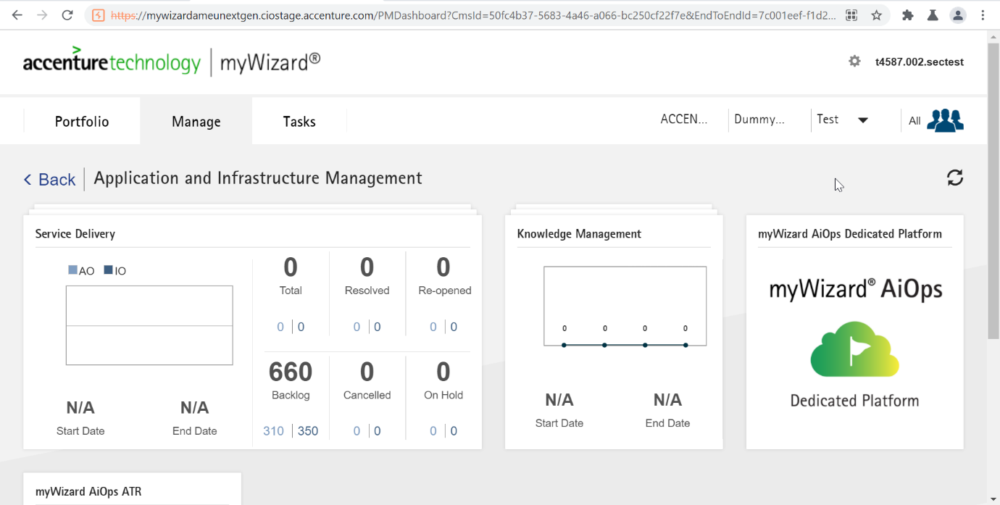 https://mywizardameunextgen.ciostage.accenture.com/PMDashboard?CmsId=50fc4b37-5683-4a46-a066-bc250cf22f7e&EndToEndId=7c001eef-f1d2...
accenturetechnology myWizard®
t4587.002.sectest
Portfolio Manage Tasks ACCEN... Dummy... Test All
Back Application and Infrastructure Management
Service Delivery
AO IO
0 0 0
Total Resolved Re-opened
0 0 0 0 0 0
660 0 0
Backlog Cancelled On Hold
310 350 0 0 0 0
N/A N/A
Start Date End Date
Knowledge Management
0 0 0 0
N/A N/A
Start Date End Date
myWizard AiOps Dedicated Platform
myWizard® AiOps
Dedicated Platform
myWizard AiOps ATR